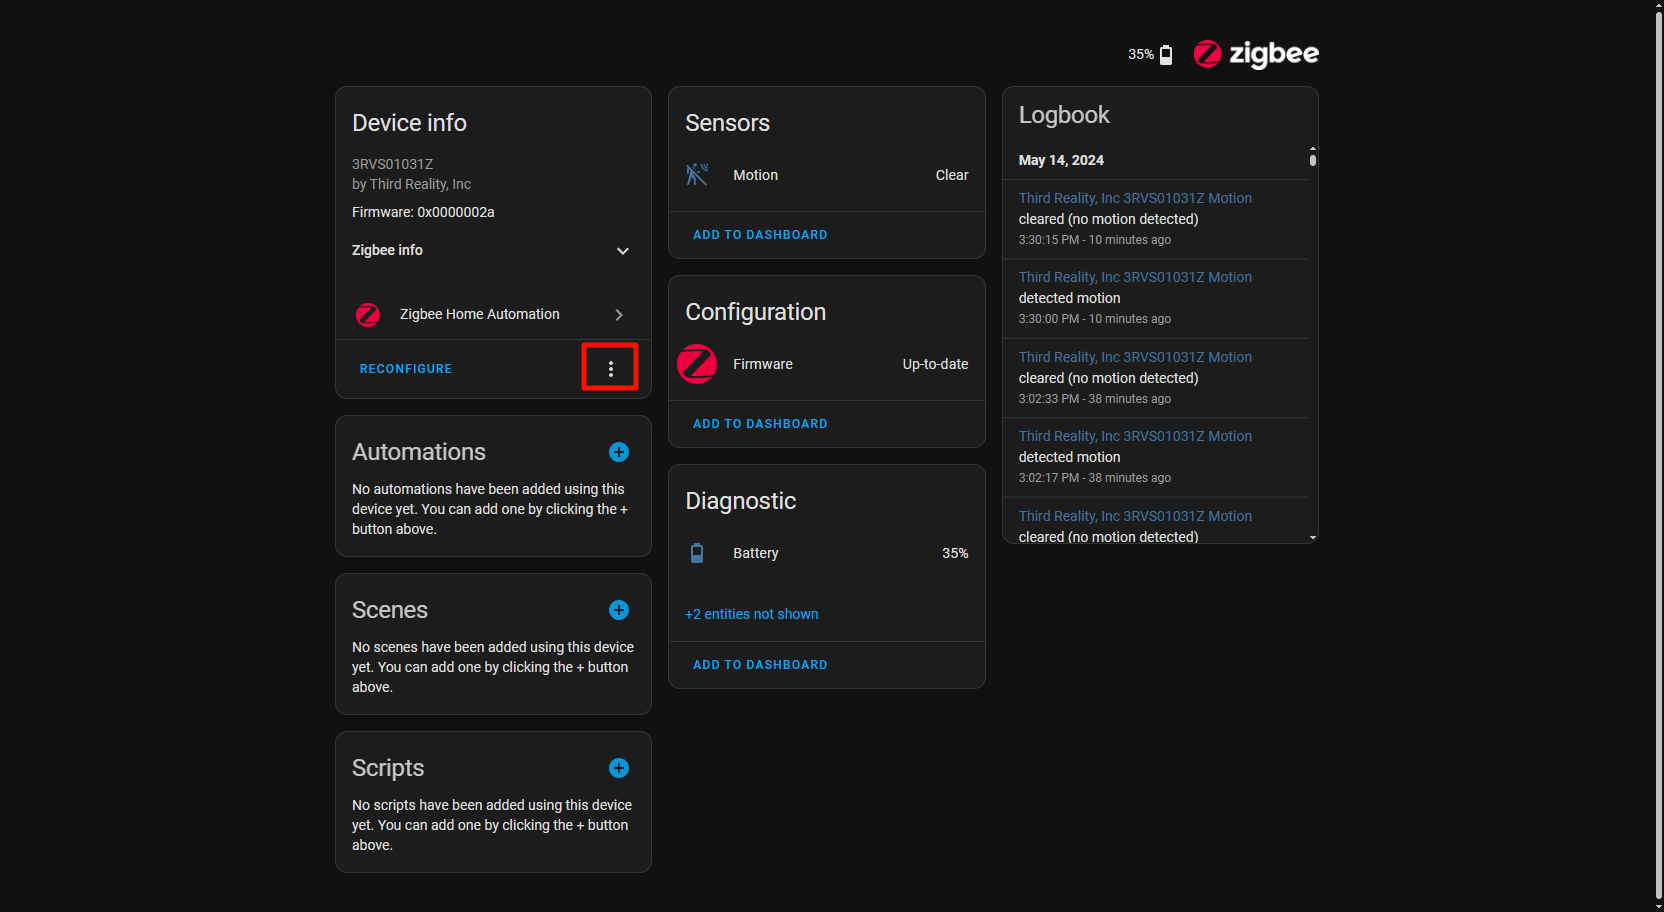 35%
zigbee
Device info
3RVS01031Z
by Third Reality, Inc
Firmware: 0x0000002a
Zigbee info
Zigbee Home Automation
RECONFIGURE
Automations
No automations have been added using this
device yet. You can add one by clicking the +
button above.
Scenes
No scenes have been added using this device
yet. You can add one by clicking the + button
above.
Scripts
No scripts have been added using this device
yet. You can add one by clicking the + button
above.
Sensors
Motion Clear
ADD TO DASHBOARD
Configuration
Firmware Up-to-date
ADD TO DASHBOARD
Diagnostic
Battery 35%
+2 entities not shown
ADD TO DASHBOARD
Logbook
May 14, 2024
Third Reality, Inc 3RVS01031Z Motion
cleared (no motion detected)
3:30:15 PM - 10 minutes ago
Third Reality, Inc 3RVS01031Z Motion
detected motion
3:30:00 PM - 10 minutes ago
Third Reality, Inc 3RVS01031Z Motion
cleared (no motion detected)
3:02:33 PM - 38 minutes ago
Third Reality, Inc 3RVS01031Z Motion
detected motion
3:02:17 PM - 38 minutes ago
Third Reality, Inc 3RVS01031Z Motion
cleared (no motion detected)